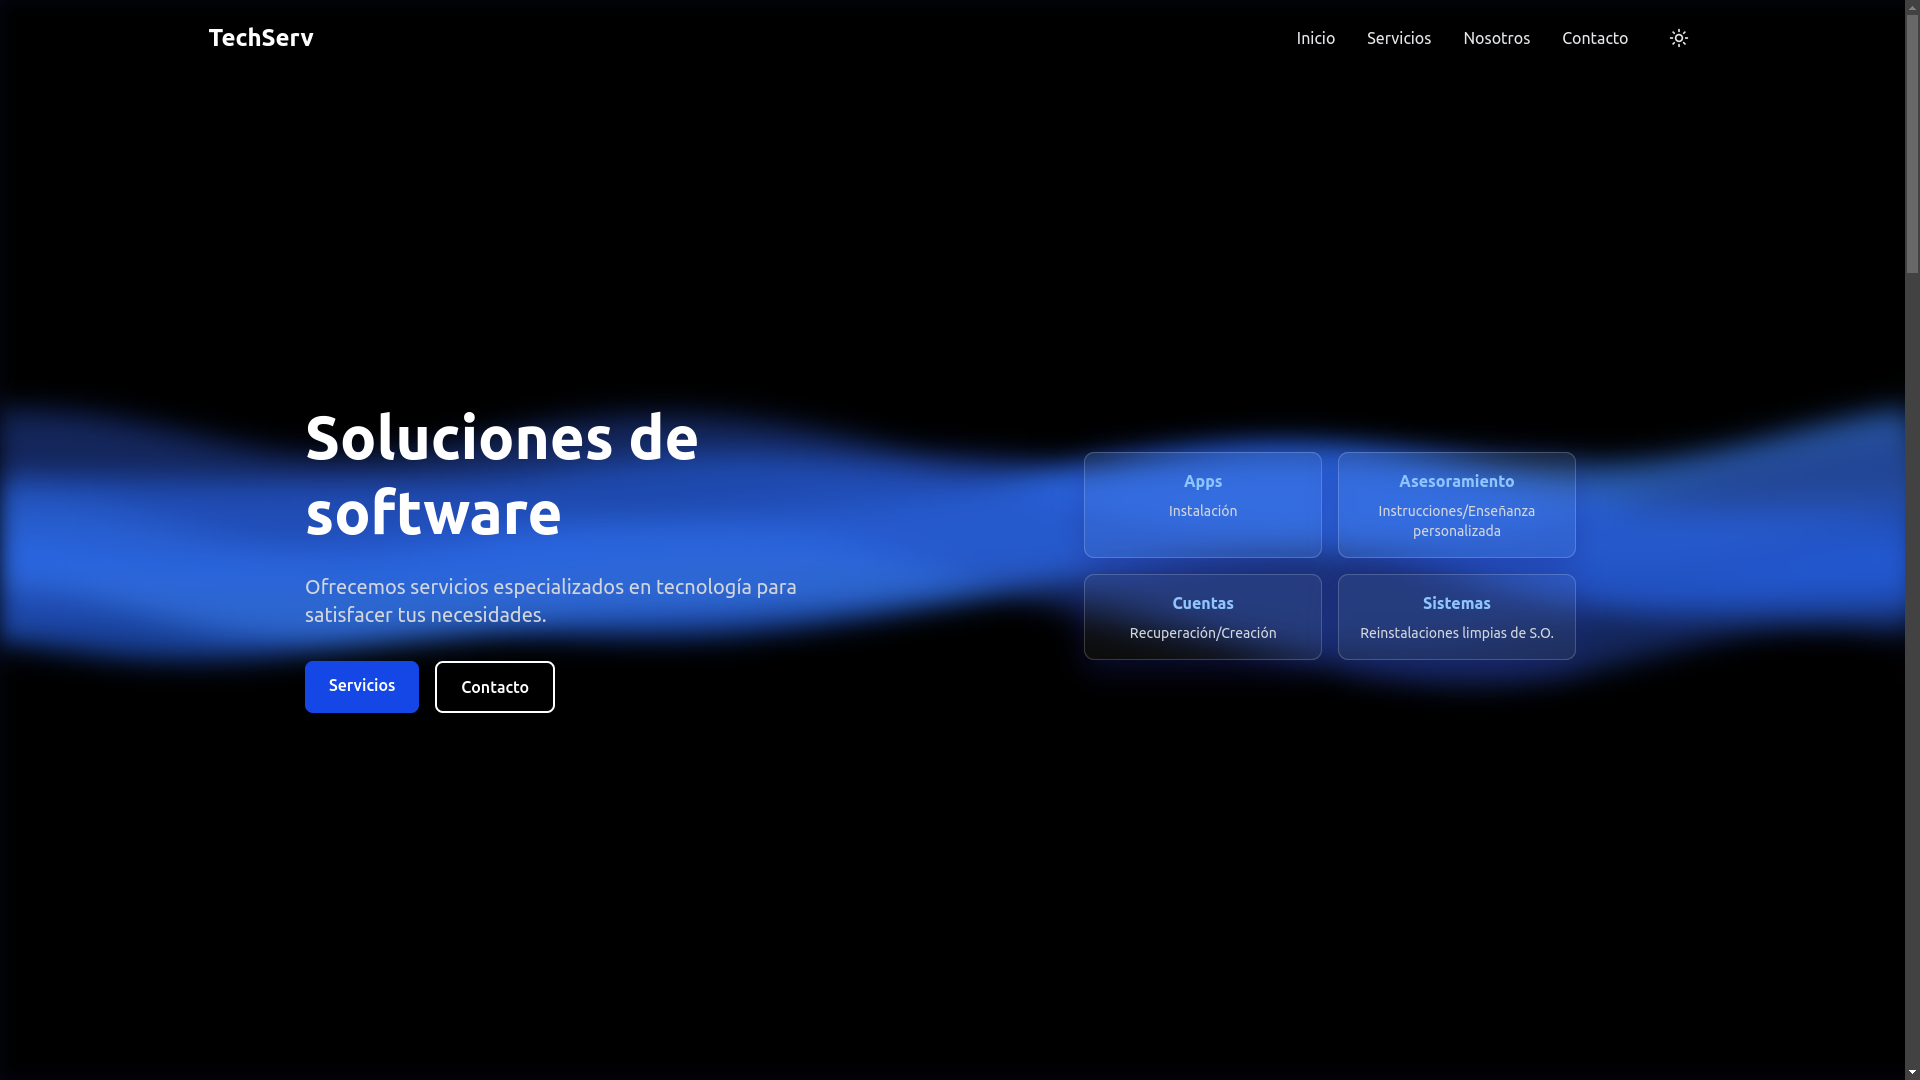 TechServ
Inicio
Servicios
Nosotros
Contacto
Soluciones de
software
Ofrecemos servicios especializados en tecnología para
satisfacer tus necesidades.
Servicios
Contacto
Apps
Instalación
Asesoramiento
Instrucciones/Enseñanza
personalizada
Cuentas
Recuperación/Creación
Sistemas
Reinstalaciones limpias de S.O.